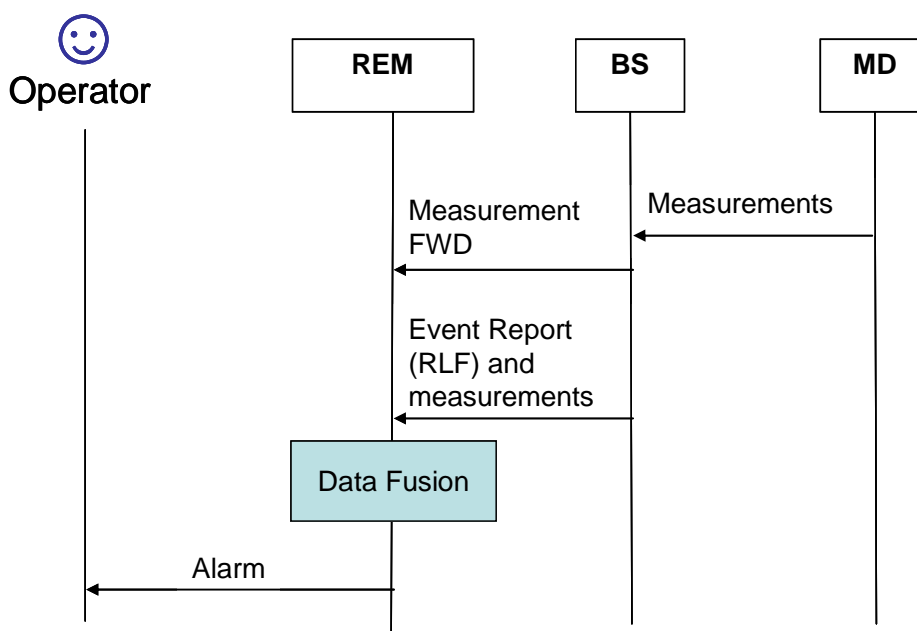 Operator
REM
BS
MD
Measurement
FWD
Measurements
Event Report
(RLF) and
measurements
Data Fusion
Alarm